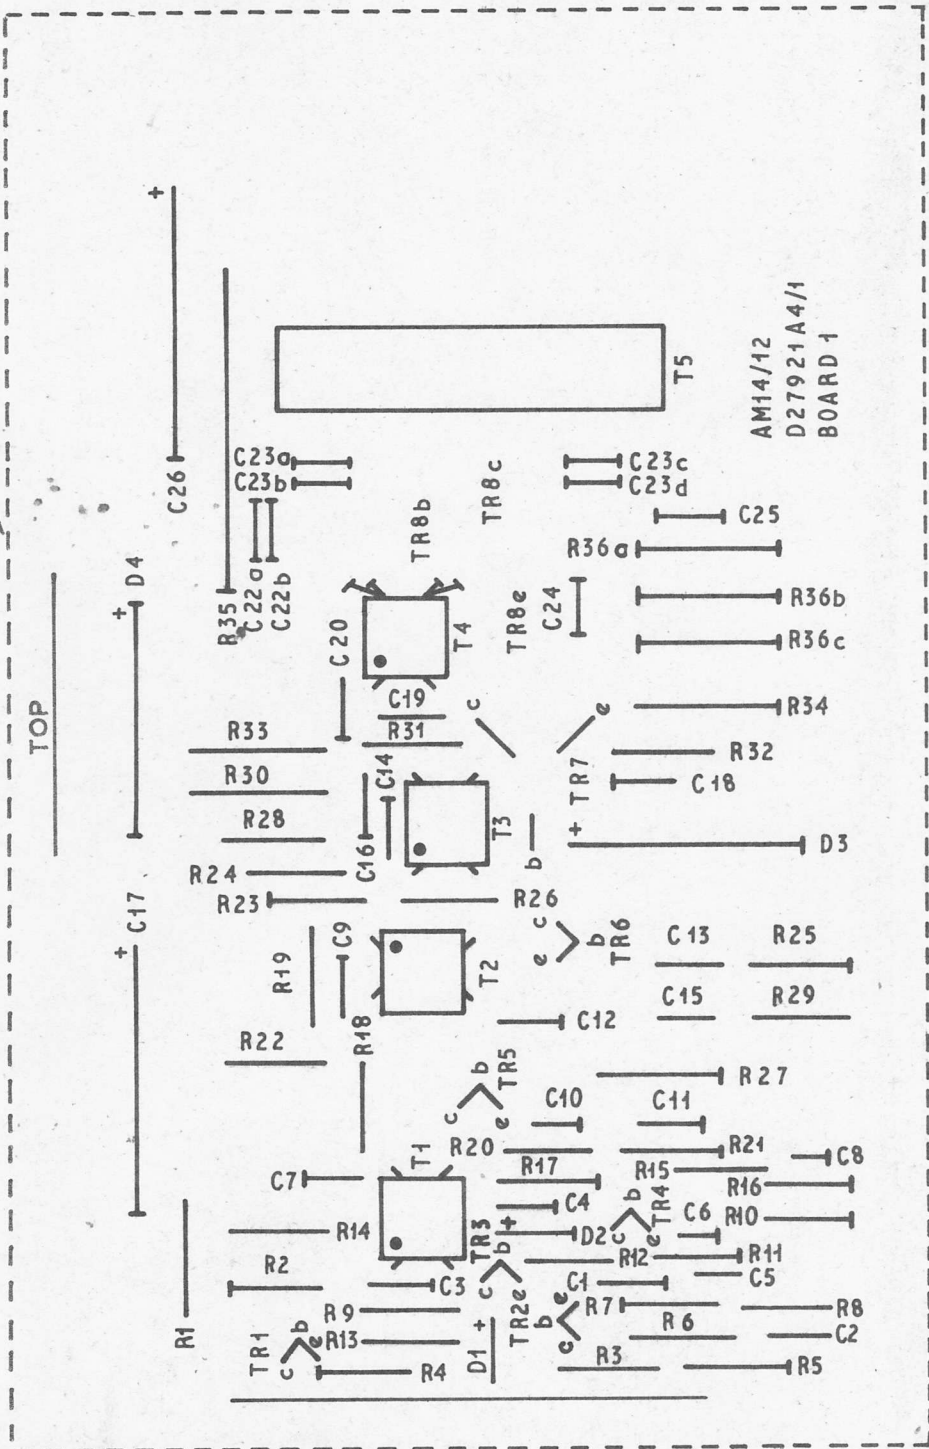 +
T5
AM14/12
D27921A4/1
BOARD 1
C26
C23a
C23b
C23c
C23d
TR8b
TR8c
C25
R36a
D4
+
R35
C22a
C22b
C20
T4
TR8e
C24
R36b
R36c
TOP
C19
c
e
R34
R33
R31
R32
R30
C14
TR7
C18
R28
C16
T3
+
b
D3
R24
R23
R26
C17
+
C9
c
e
b
TR6
C13
R25
R19
T2
C15
R29
C12
R22
R18
b
TR5
R27
c
e
C10
C11
T1
R20
R21
C7
R17
R15
C8
R16
C4
b
TR4
C6
R10
R14
TR3
+
D2
c
e
b
R12
R11
R2
C3
c
e
C1
C5
R9
TR2
e
R7
R8
R1
TR1
b
e
R13
+
b
R6
C2
c
R4
D1
c
R3
R5